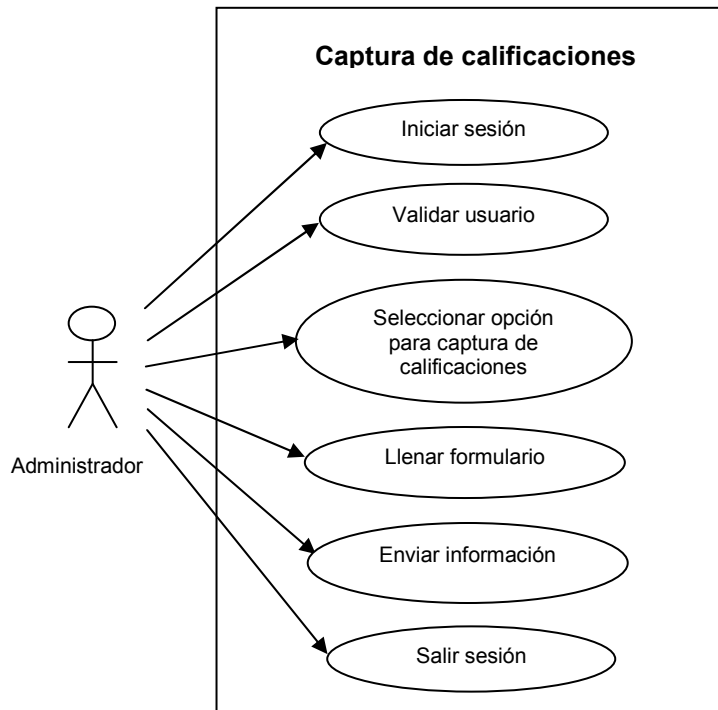 Captura de calificaciones
Iniciar sesión
Validar usuario
Seleccionar opción
para captura de
calificaciones
Administrador
Llenar formulario
Enviar información
Salir sesión